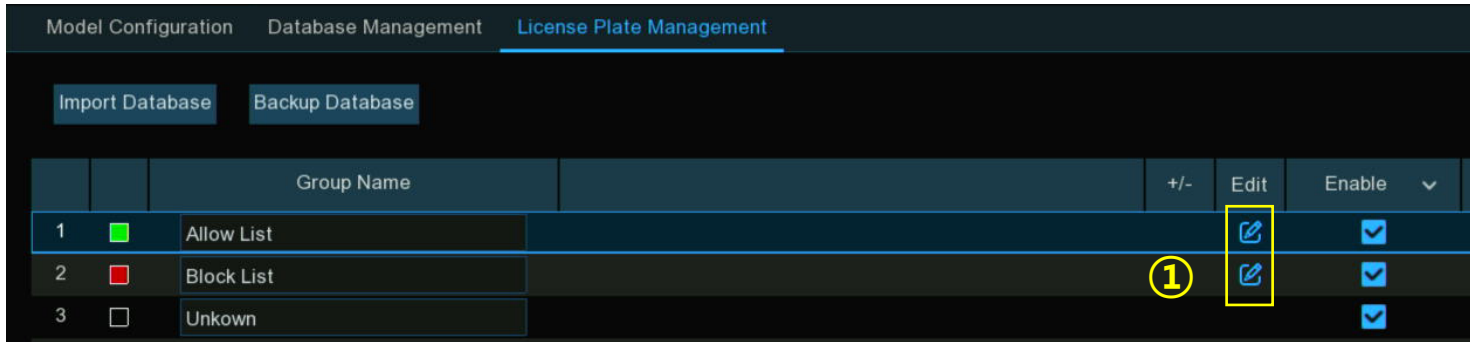 Model Configuration Database Management License Plate Management
Import Database Backup Database
Group Name +/- Edit Enable
1 Allow List
2 Block List
①
3 Unkown